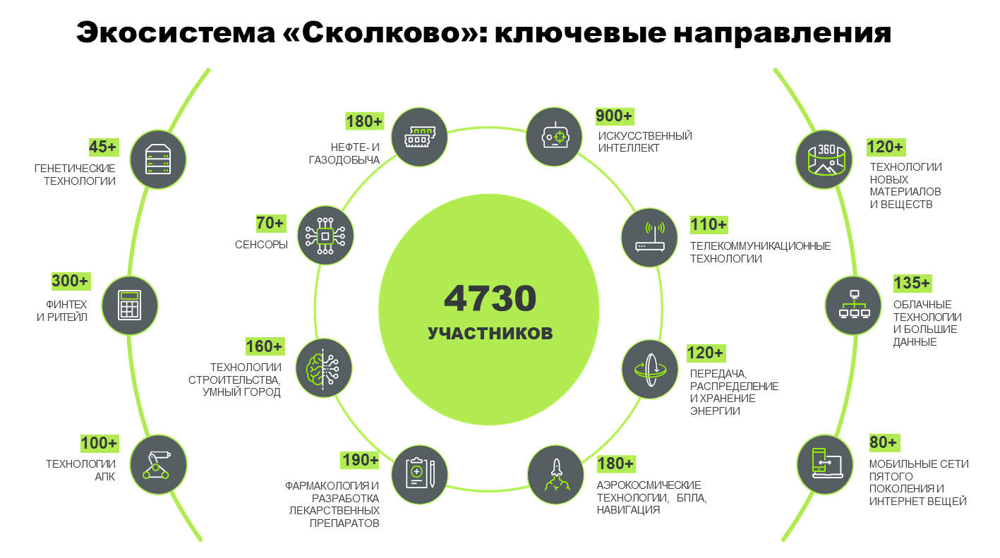 Экосистема «Сколково»: ключевые направления
45+
ГЕНЕТИЧЕСКИЕ
ТЕХНОЛОГИИ
300+
ФИНТЕХ
И РИТЕЙЛ
100+
ТЕХНОЛОГИИ
АПК
180+
НЕФТЕ- И
ГАЗОДОБЫЧА
70+
СЕНСОРЫ
160+
ТЕХНОЛОГИИ
СТРОИТЕЛЬСТВА,
УМНЫЙ ГОРОД
190+
ФАРМАКОЛОГИЯ И
РАЗРАБОТКА
ЛЕКАРСТВЕННЫХ
ПРЕПАРАТОВ
4730
УЧАСТНИКОВ
900+
ИСКУССТВЕННЫЙ
ИНТЕЛЛЕКТ
110+
ТЕЛЕКОММУНИКАЦИОННЫЕ
ТЕХНОЛОГИИ
120+
ПЕРЕДАЧА,
РАСПРЕДЕЛЕНИЕ
И ХРАНЕНИЕ
ЭНЕРГИИ
180+
АЭРОКОСМИЧЕСКИЕ
ТЕХНОЛОГИИ, БПЛА,
НАВИГАЦИЯ
360
120+
ТЕХНОЛОГИИ
НОВЫХ
МАТЕРИАЛОВ
И ВЕЩЕСТВ
135+
ОБЛАЧНЫЕ
ТЕХНОЛОГИИ
И БОЛЬШИЕ
ДАННЫЕ
80+
МОБИЛЬНЫЕ СЕТИ
ПЯТОГО
ПОКОЛЕНИЯ И
ИНТЕРНЕТ ВЕЩЕЙ